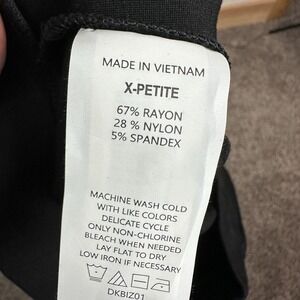 MADE IN VIETNAM
X-PETITE
67% RAYON
28 % NYLON
5% SPANDEX
MACHINE WASH COLD
WITH LIKE COLORS
DELICATE CYCLE
ONLY NON-CHLORINE
BLEACH WHEN NEEDED
LAY FLAT TO DRY
LOW IRON IF NECESSARY
DKBIZ01